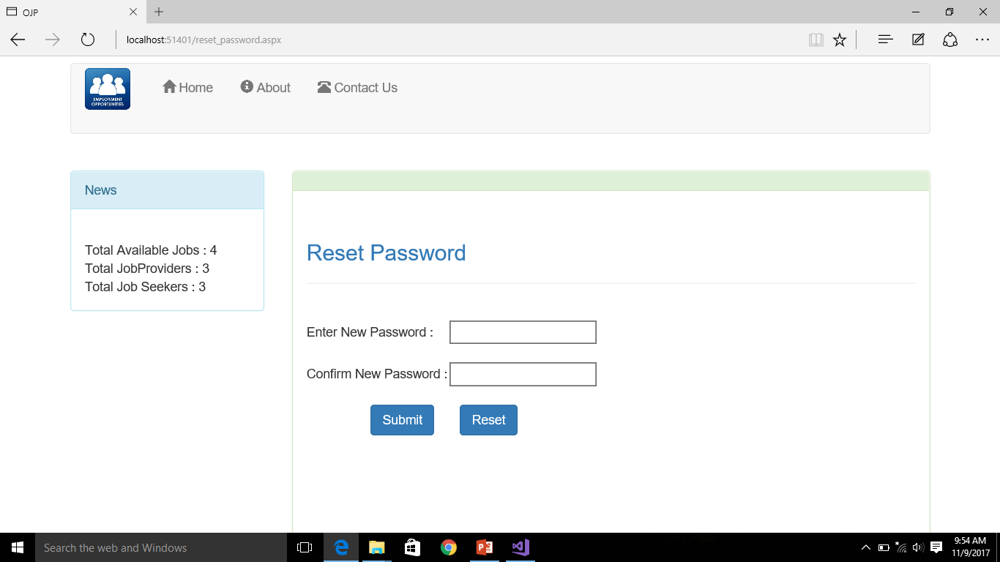 OJP
localhost:51401/reset_password.aspx
EMPLOYMENT
OPPORTUNITIES
Home
About
Contact Us
News
Total Available Jobs : 4
Total JobProviders : 3
Total Job Seekers : 3
Reset Password
Enter New Password :
Confirm New Password :
Submit
Reset
Search the web and Windows
9:54 AM
11/9/2017